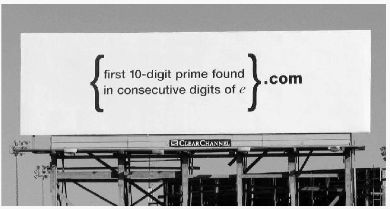 {first 10-digit prime found
in consecutive digits of e}.com
CLEARCHANNEL